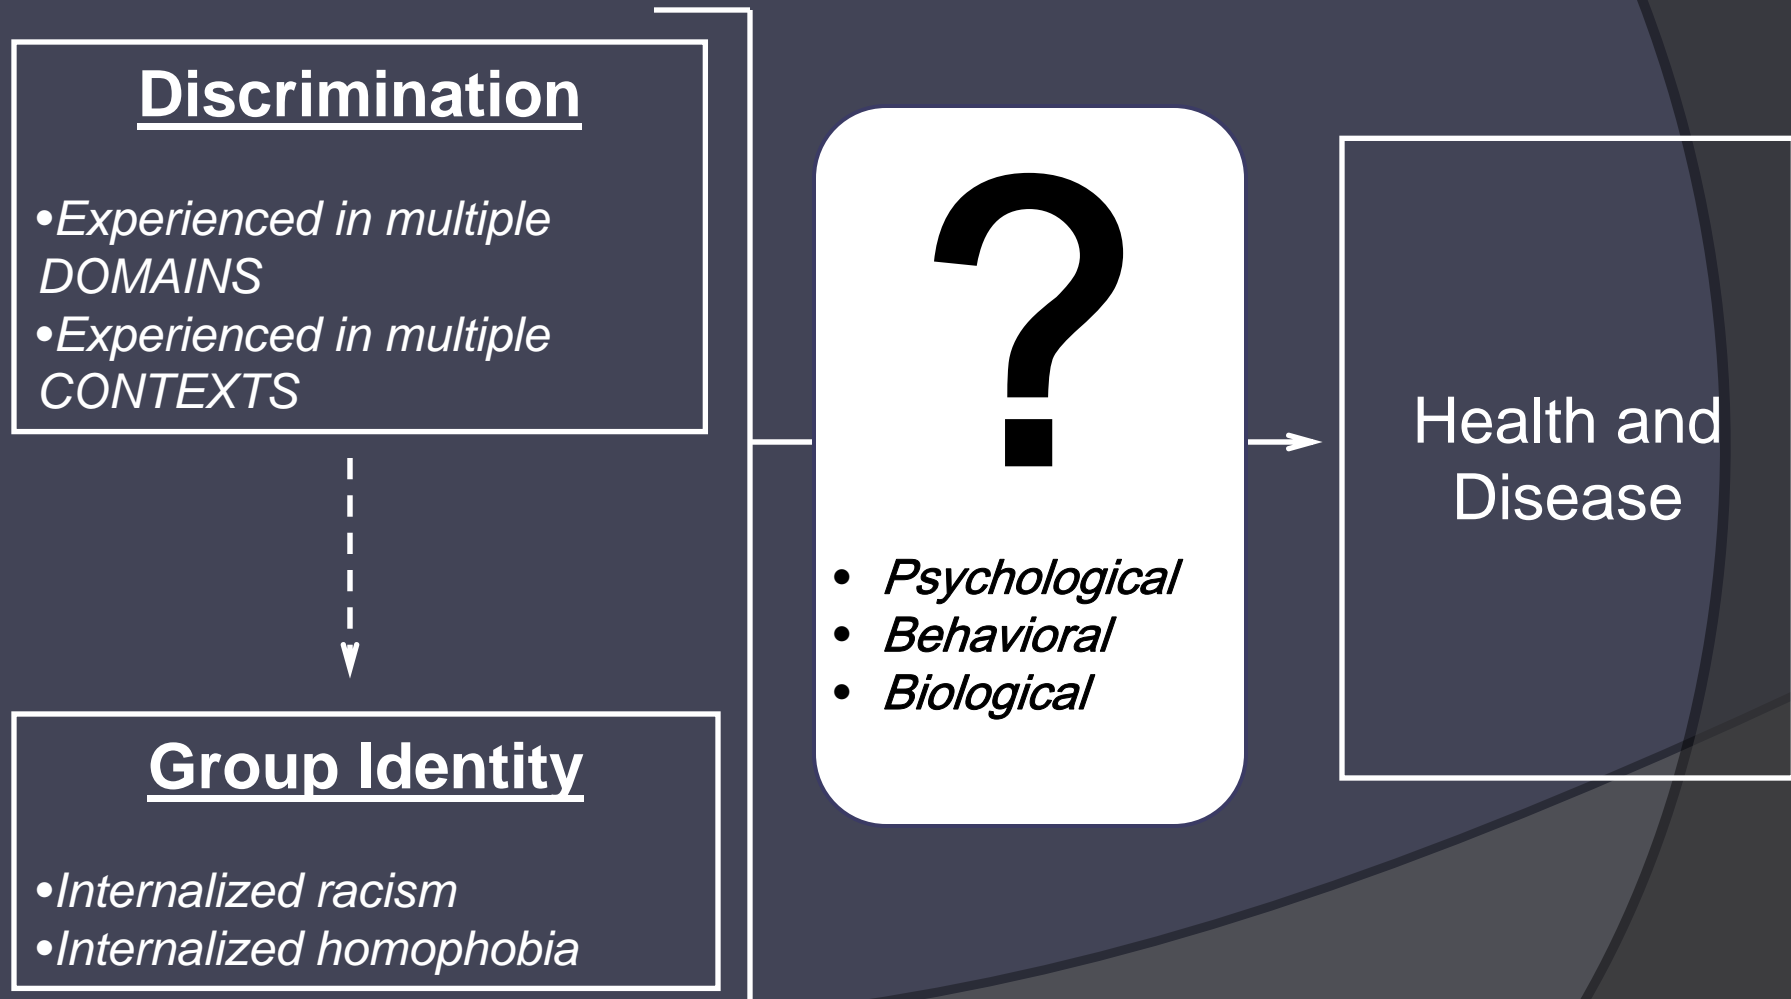 Discrimination
•Experienced in multiple
DOMAINS
•Experienced in multiple
CONTEXTS
Group Identity
•Internalized racism
•Internalized homophobia
?
• Psychological
• Behavioral
• Biological
Health and
Disease